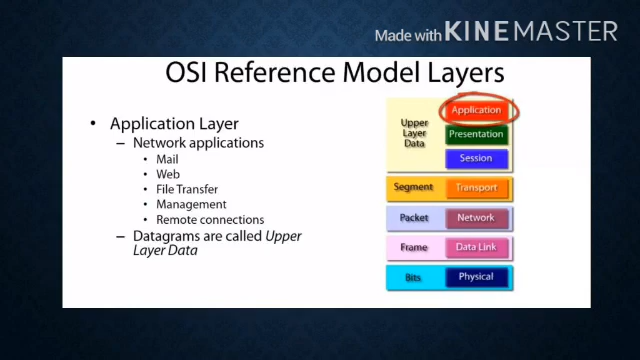 Made with KINEMASTER
OSI Reference Model Layers
• Application Layer
– Network applications
• Mail
• Web
• File Transfer
• Management
• Remote connections
– Datagrams are called Upper
Layer Data
Upper
Layer
Data
Application
Presentation
Session
Segment Transport
Packet Network
Frame Data Link
Bits Physical